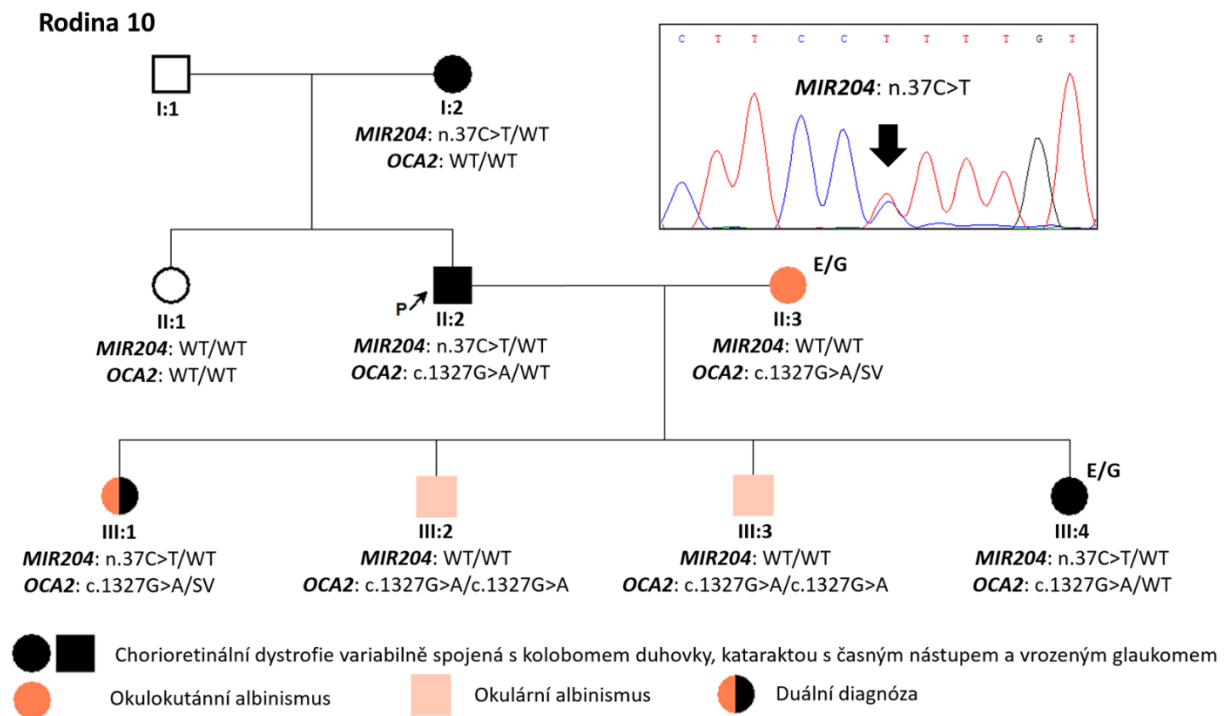 Rodina 10
C T T C C T T T T G T
MIR204: n.37C>T
I:1
I:2
MIR204: n.37C>T/WT
OCA2: WT/WT
E/G
P
II:1
MIR204: WT/WT
OCA2: WT/WT
II:2
MIR204: n.37C>T/WT
OCA2: c.1327G>A/WT
II:3
MIR204: WT/WT
OCA2: c.1327G>A/SV
E/G
III:1
MIR204: n.37C>T/WT
OCA2: c.1327G>A/SV
III:2
MIR204: WT/WT
OCA2: c.1327G>A/c.1327G>A
III:3
MIR204: WT/WT
OCA2: c.1327G>A/c.1327G>A
III:4
MIR204: n.37C>T/WT
OCA2: c.1327G>A/WT
Chorioretinální dystrofie variabilně spojená s kolobomem duhovky, kataraktou s časným nástupem a vrozeným glaukomem
Okulokutánní albinismus
Okulární albinismus
Duální diagnóza